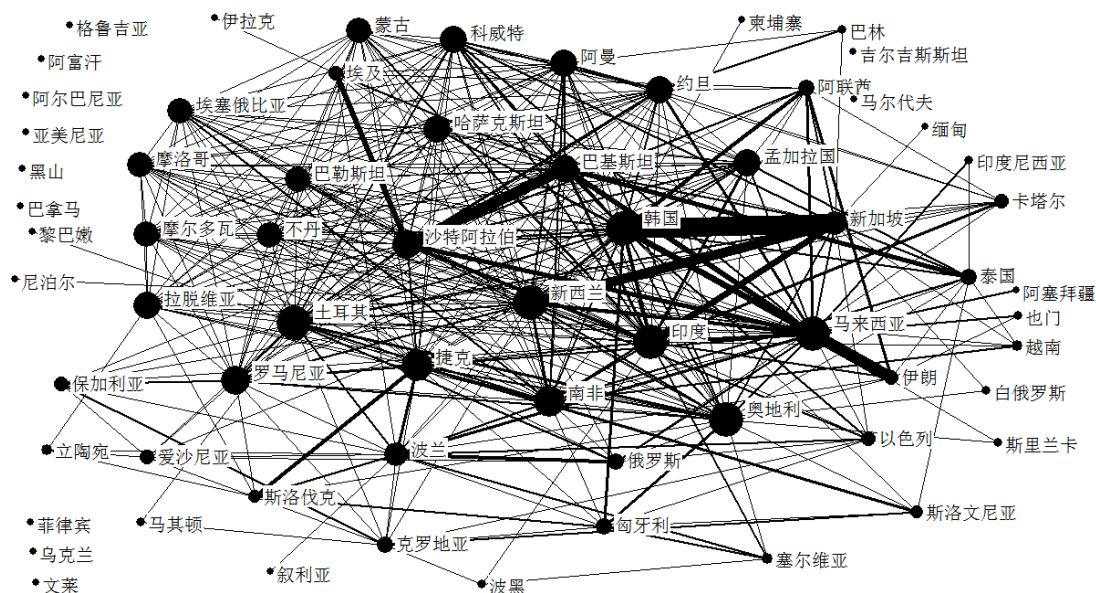 格鲁吉亚
伊拉克
蒙古
科威特
柬埔寨
巴林
阿富汗
埃及
阿曼
约旦
阿联酋
吉尔吉斯斯坦
阿尔巴尼亚
埃塞俄比亚
哈萨克斯坦
马尔代夫
亚美尼亚
缅甸
黑山
摩洛哥
巴勒斯坦
巴基斯坦
孟加拉国
印度尼西亚
巴拿马
卡塔尔
黎巴嫩
摩尔多瓦
不丹
沙特阿拉伯
韩国
新加坡
尼泊尔
泰国
拉脱维亚
新西兰
阿塞拜疆
土耳其
印度
马来西亚
也门
越南
保加利亚
罗马尼亚
捷克
伊朗
南非
白俄罗斯
奥地利
立陶宛
爱沙尼亚
波兰
俄罗斯
以色列
斯里兰卡
斯洛伐克
菲律宾
马其顿
匈牙利
斯洛文尼亚
乌克兰
克罗地亚
塞尔维亚
文莱
叙利亚
波黑